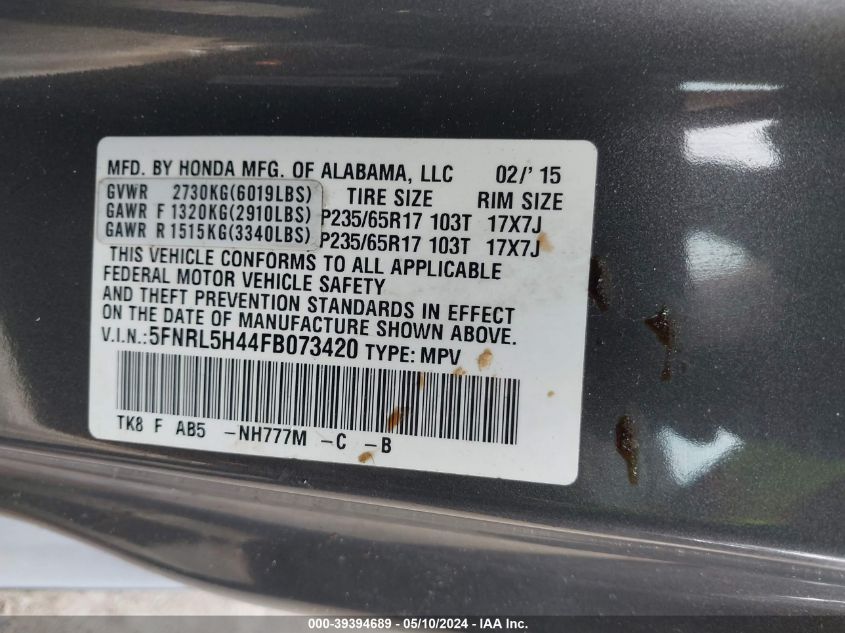 MFD. BY HONDA MFG. OF ALABAMA, LLC 02/' 15
GVWR 2730KG(6019LBS) TIRE SIZE RIM SIZE
GAWR F 1320KG(2910LBS) P235/65R17 103T 17X7J
GAWR R 1515KG(3340LBS) P235/65R17 103T 17X7J
THIS VEHICLE CONFORMS TO ALL APPLICABLE
FEDERAL MOTOR VEHICLE SAFETY
AND THEFT PREVENTION STANDARDS IN EFFECT
ON THE DATE OF MANUFACTURE SHOWN ABOVE.
V.I.N.:5FNRL5H44FB073420 TYPE: MPV
TK8 F AB5 -NH777M -C -B
000-39394689 - 05/10/2024 - IAA Inc.